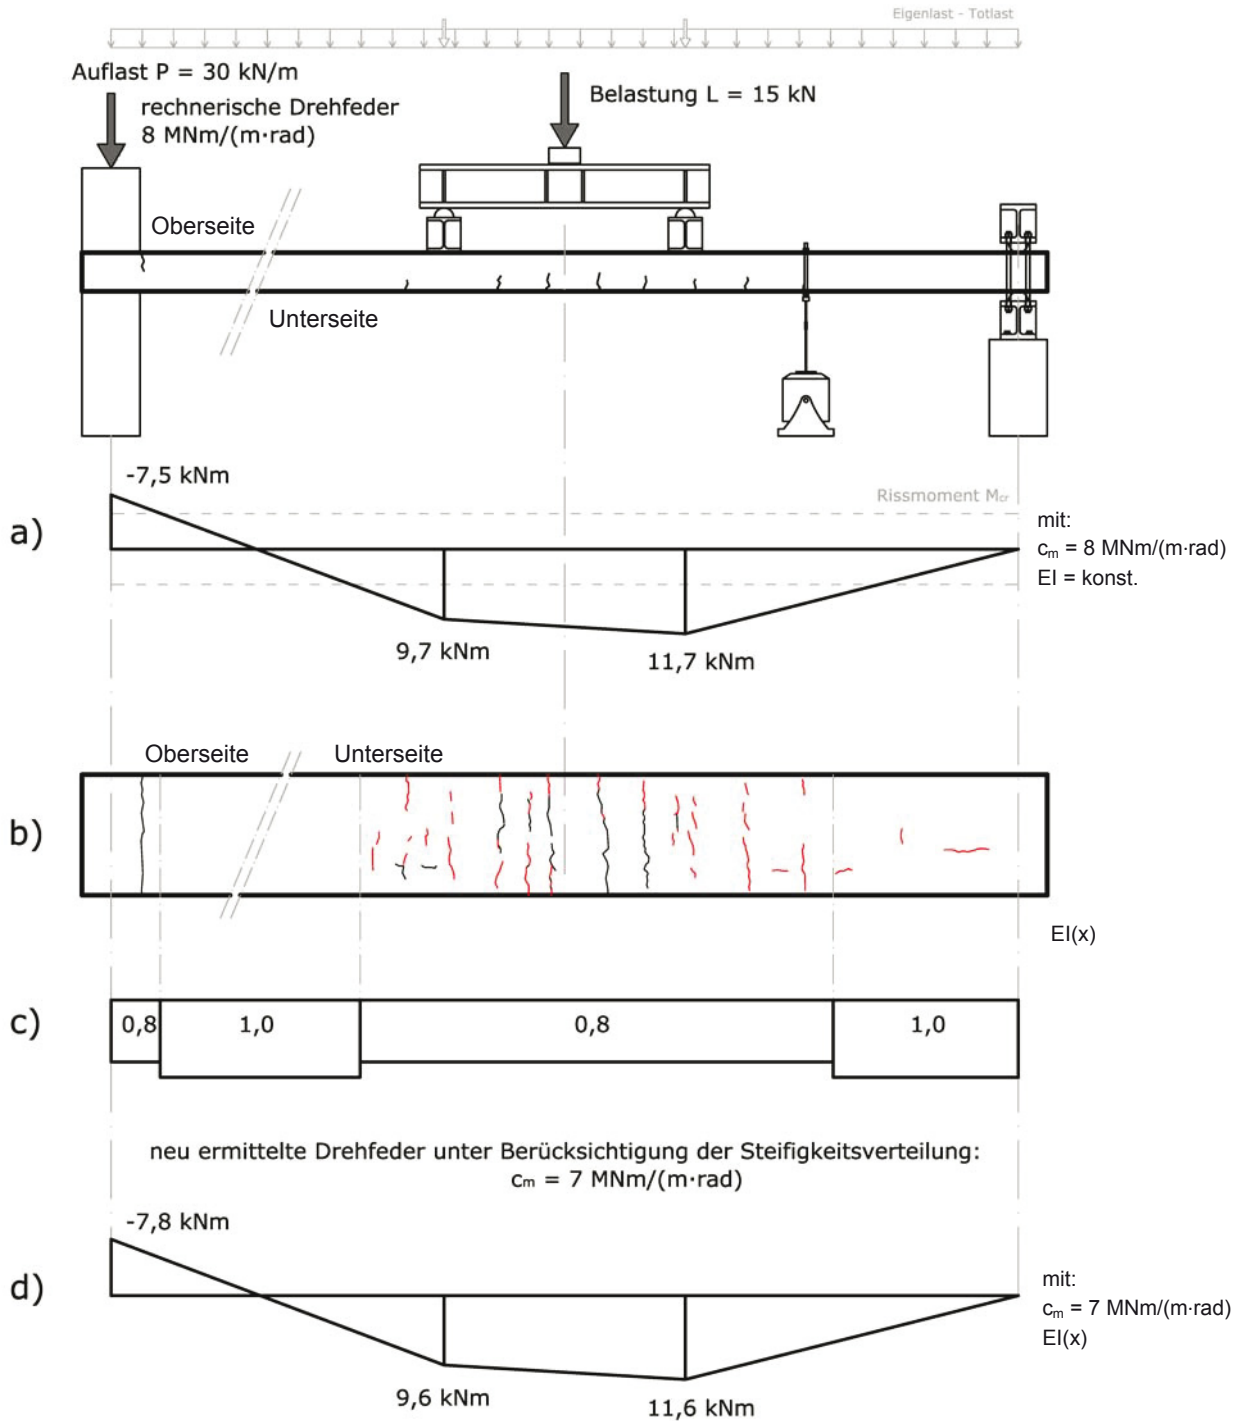 Eigenlast - Totlast
Auflast P = 30 kN/m
rechnerische Drehfeder
8 MNm/(m·rad)
Belastung L = 15 kN
Oberseite
Unterseite
-7,5 kNm
Rissmoment Mcr
a)
mit:
cm = 8 MNm/(m·rad)
EI = konst.
9,7 kNm
11,7 kNm
Oberseite
Unterseite
b)
EI(x)
c)
0,8
1,0
0,8
1,0
neu ermittelte Drehfeder unter Berücksichtigung der Steifigkeitsverteilung:
cm = 7 MNm/(m·rad)
-7,8 kNm
d)
mit:
cm = 7 MNm/(m·rad)
EI(x)
9,6 kNm
11,6 kNm